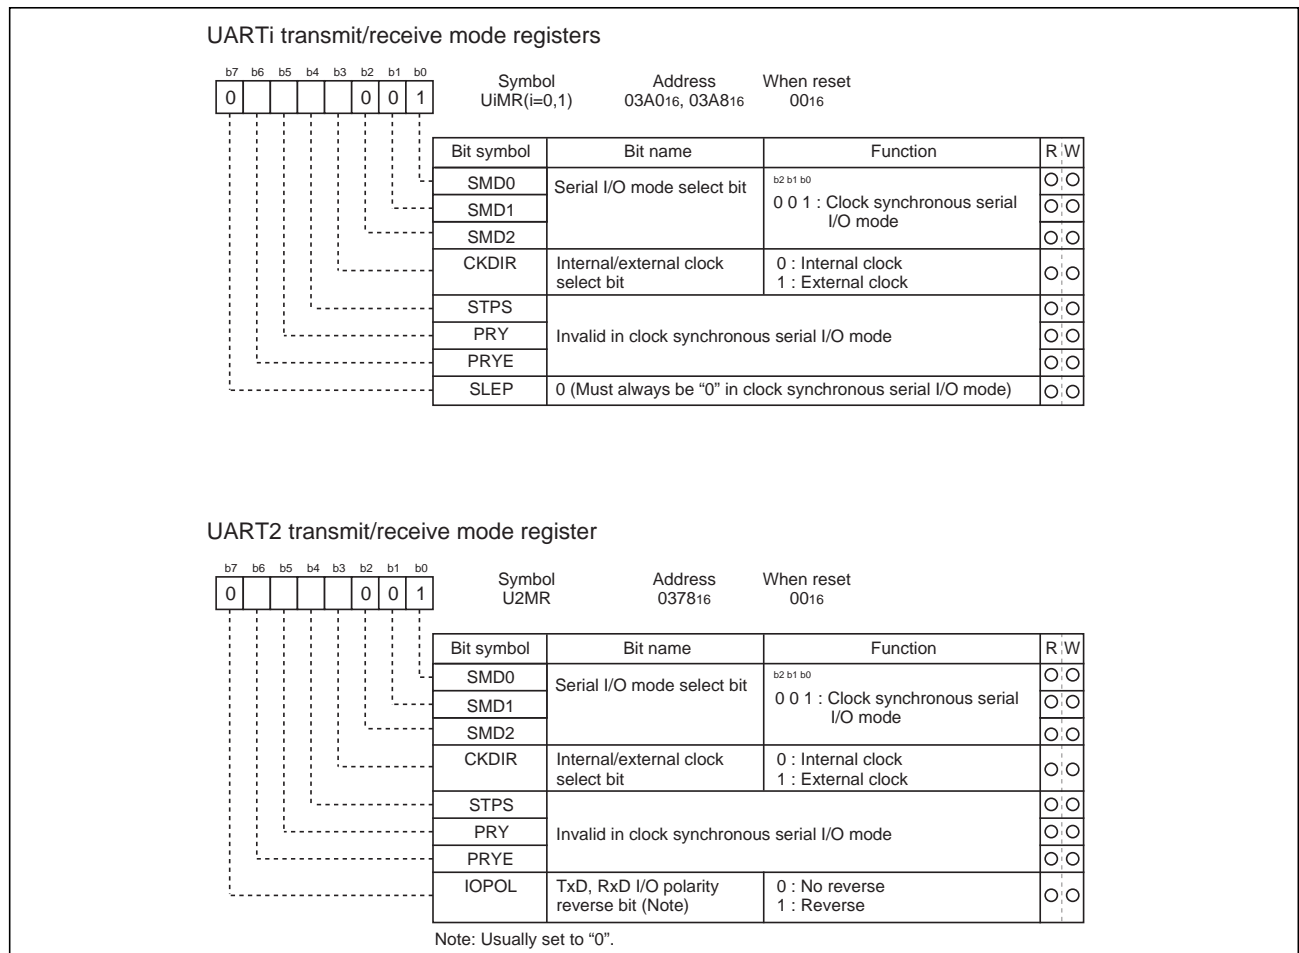 UARTi transmit/receive mode registers
b7 b6 b5 b4 b3 b2 b1 b0
0 0 0 1
Symbol Address When reset
UiMR(i=0,1) 03A016, 03A816 0016
Bit symbol Bit name Function R W
SMD0 Serial I/O mode select bit b2 b1 b0
SMD1 0 0 1 : Clock synchronous serial
I/O mode
SMD2
CKDIR Internal/external clock 0 : Internal clock
select bit 1 : External clock
STPS
PRY Invalid in clock synchronous serial I/O mode
PRYE
SLEP 0 (Must always be “0” in clock synchronous serial I/O mode)
UART2 transmit/receive mode register
b7 b6 b5 b4 b3 b2 b1 b0
0 0 0 1
Symbol Address When reset
U2MR 037816 0016
Bit symbol Bit name Function R W
SMD0 Serial I/O mode select bit b2 b1 b0
SMD1 0 0 1 : Clock synchronous serial
I/O mode
SMD2
CKDIR Internal/external clock 0 : Internal clock
select bit 1 : External clock
STPS
PRY Invalid in clock synchronous serial I/O mode
PRYE
IOPOL TxD, RxD I/O polarity 0 : No reverse
reverse bit (Note) 1 : Reverse
Note: Usually set to “0”.